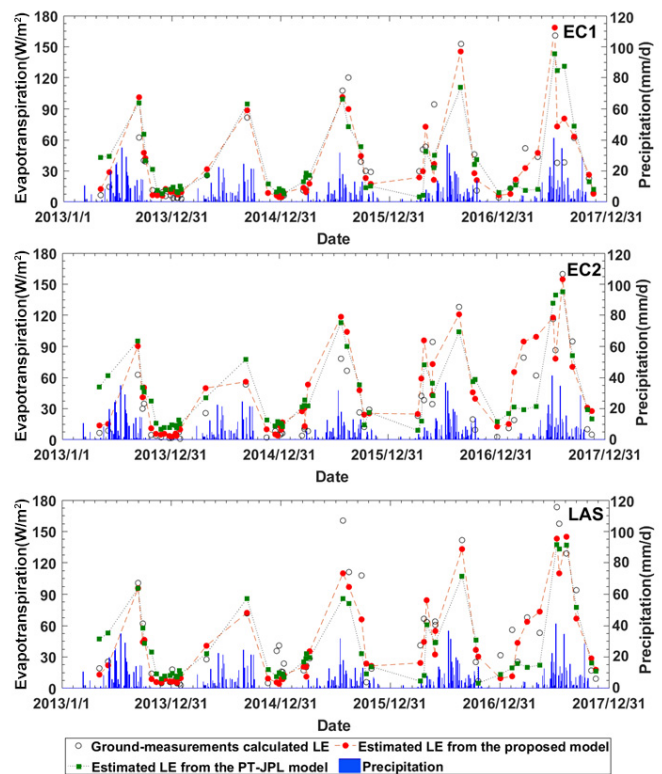 180
150
120
90
60
30
0
Evapotranspiration(W/m²)
EC1
120
100
80
60
40
20
0
Precipitation(mm/d)
2013/1/1 2013/12/31 2014/12/31 2015/12/31 2016/12/31 2017/12/31
Date
180
150
120
90
60
30
0
Evapotranspiration(W/m²)
EC2
120
100
80
60
40
20
0
Precipitation(mm/d)
2013/1/1 2013/12/31 2014/12/31 2015/12/31 2016/12/31 2017/12/31
Date
180
150
120
90
60
30
0
Evapotranspiration(W/m²)
LAS
120
100
80
60
40
20
0
Precipitation(mm/d)
2013/1/1 2013/12/31 2014/12/31 2015/12/31 2016/12/31 2017/12/31
Date
Ground-measurements calculated LE Estimated LE from the proposed model
Estimated LE from the PT-JPL model Precipitation